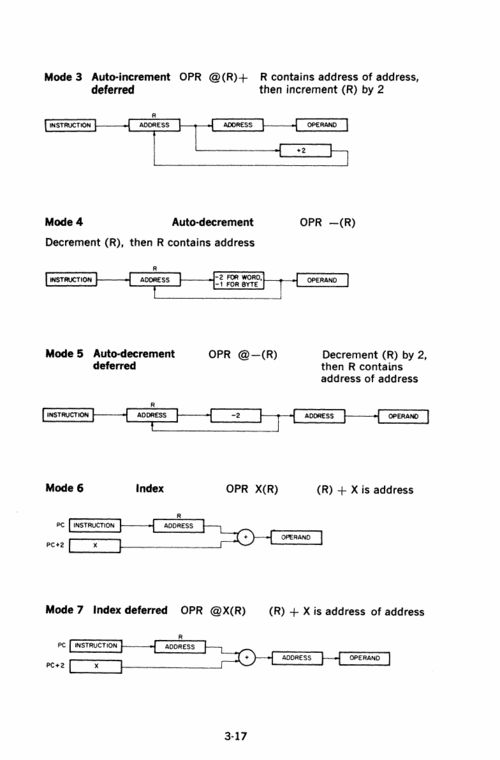 Mode 3 Auto-increment OPR @(R)+ R contains address of address,
deferred then increment (R) by 2
R
INSTRUCTION ADDRESS ADDRESS OPERAND
+2
Mode 4 Auto-decrement OPR —(R)
Decrement (R), then R contains address
R
INSTRUCTION ADDRESS -2 FOR WORD, OPERAND
-1 FOR BYTE
Mode 5 Auto-decrement OPR @—(R) Decrement (R) by 2,
deferred then R contains
address of address
R
INSTRUCTION ADDRESS -2 ADDRESS OPERAND
Mode 6 Index OPR X(R) (R) + X is address
R
PC INSTRUCTION ADDRESS
+ OPERAND
PC+2 X
Mode 7 Index deferred OPR @X(R) (R) + X is address of address
R
PC INSTRUCTION ADDRESS
+ ADDRESS OPERAND
PC+2 X
3-17